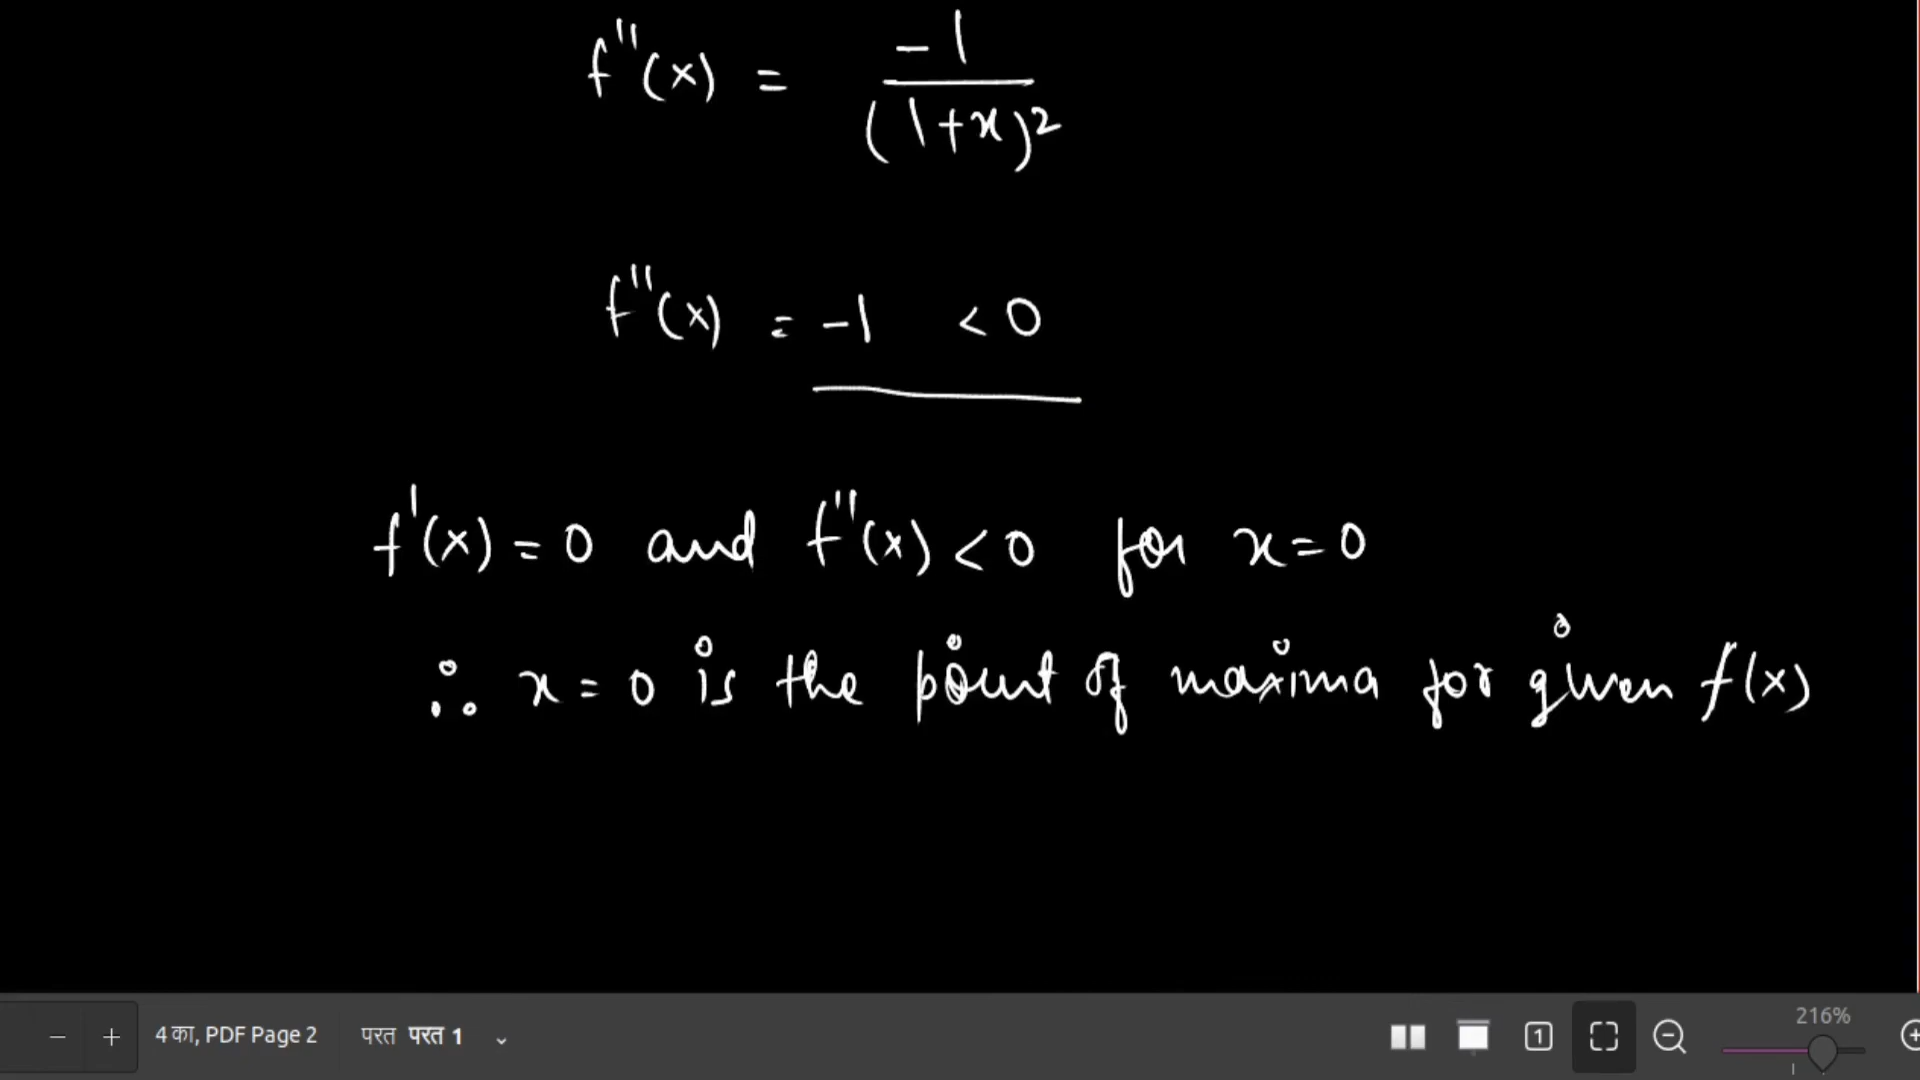 f''(x) = -1/(1+x)²
f''(x) = -1 < 0
f'(x) = 0 and f''(x) < 0 for x = 0
∴ x = 0 is the point of maxima for given f(x)
216%
4 का, PDF Page 2 परत परत 1
1